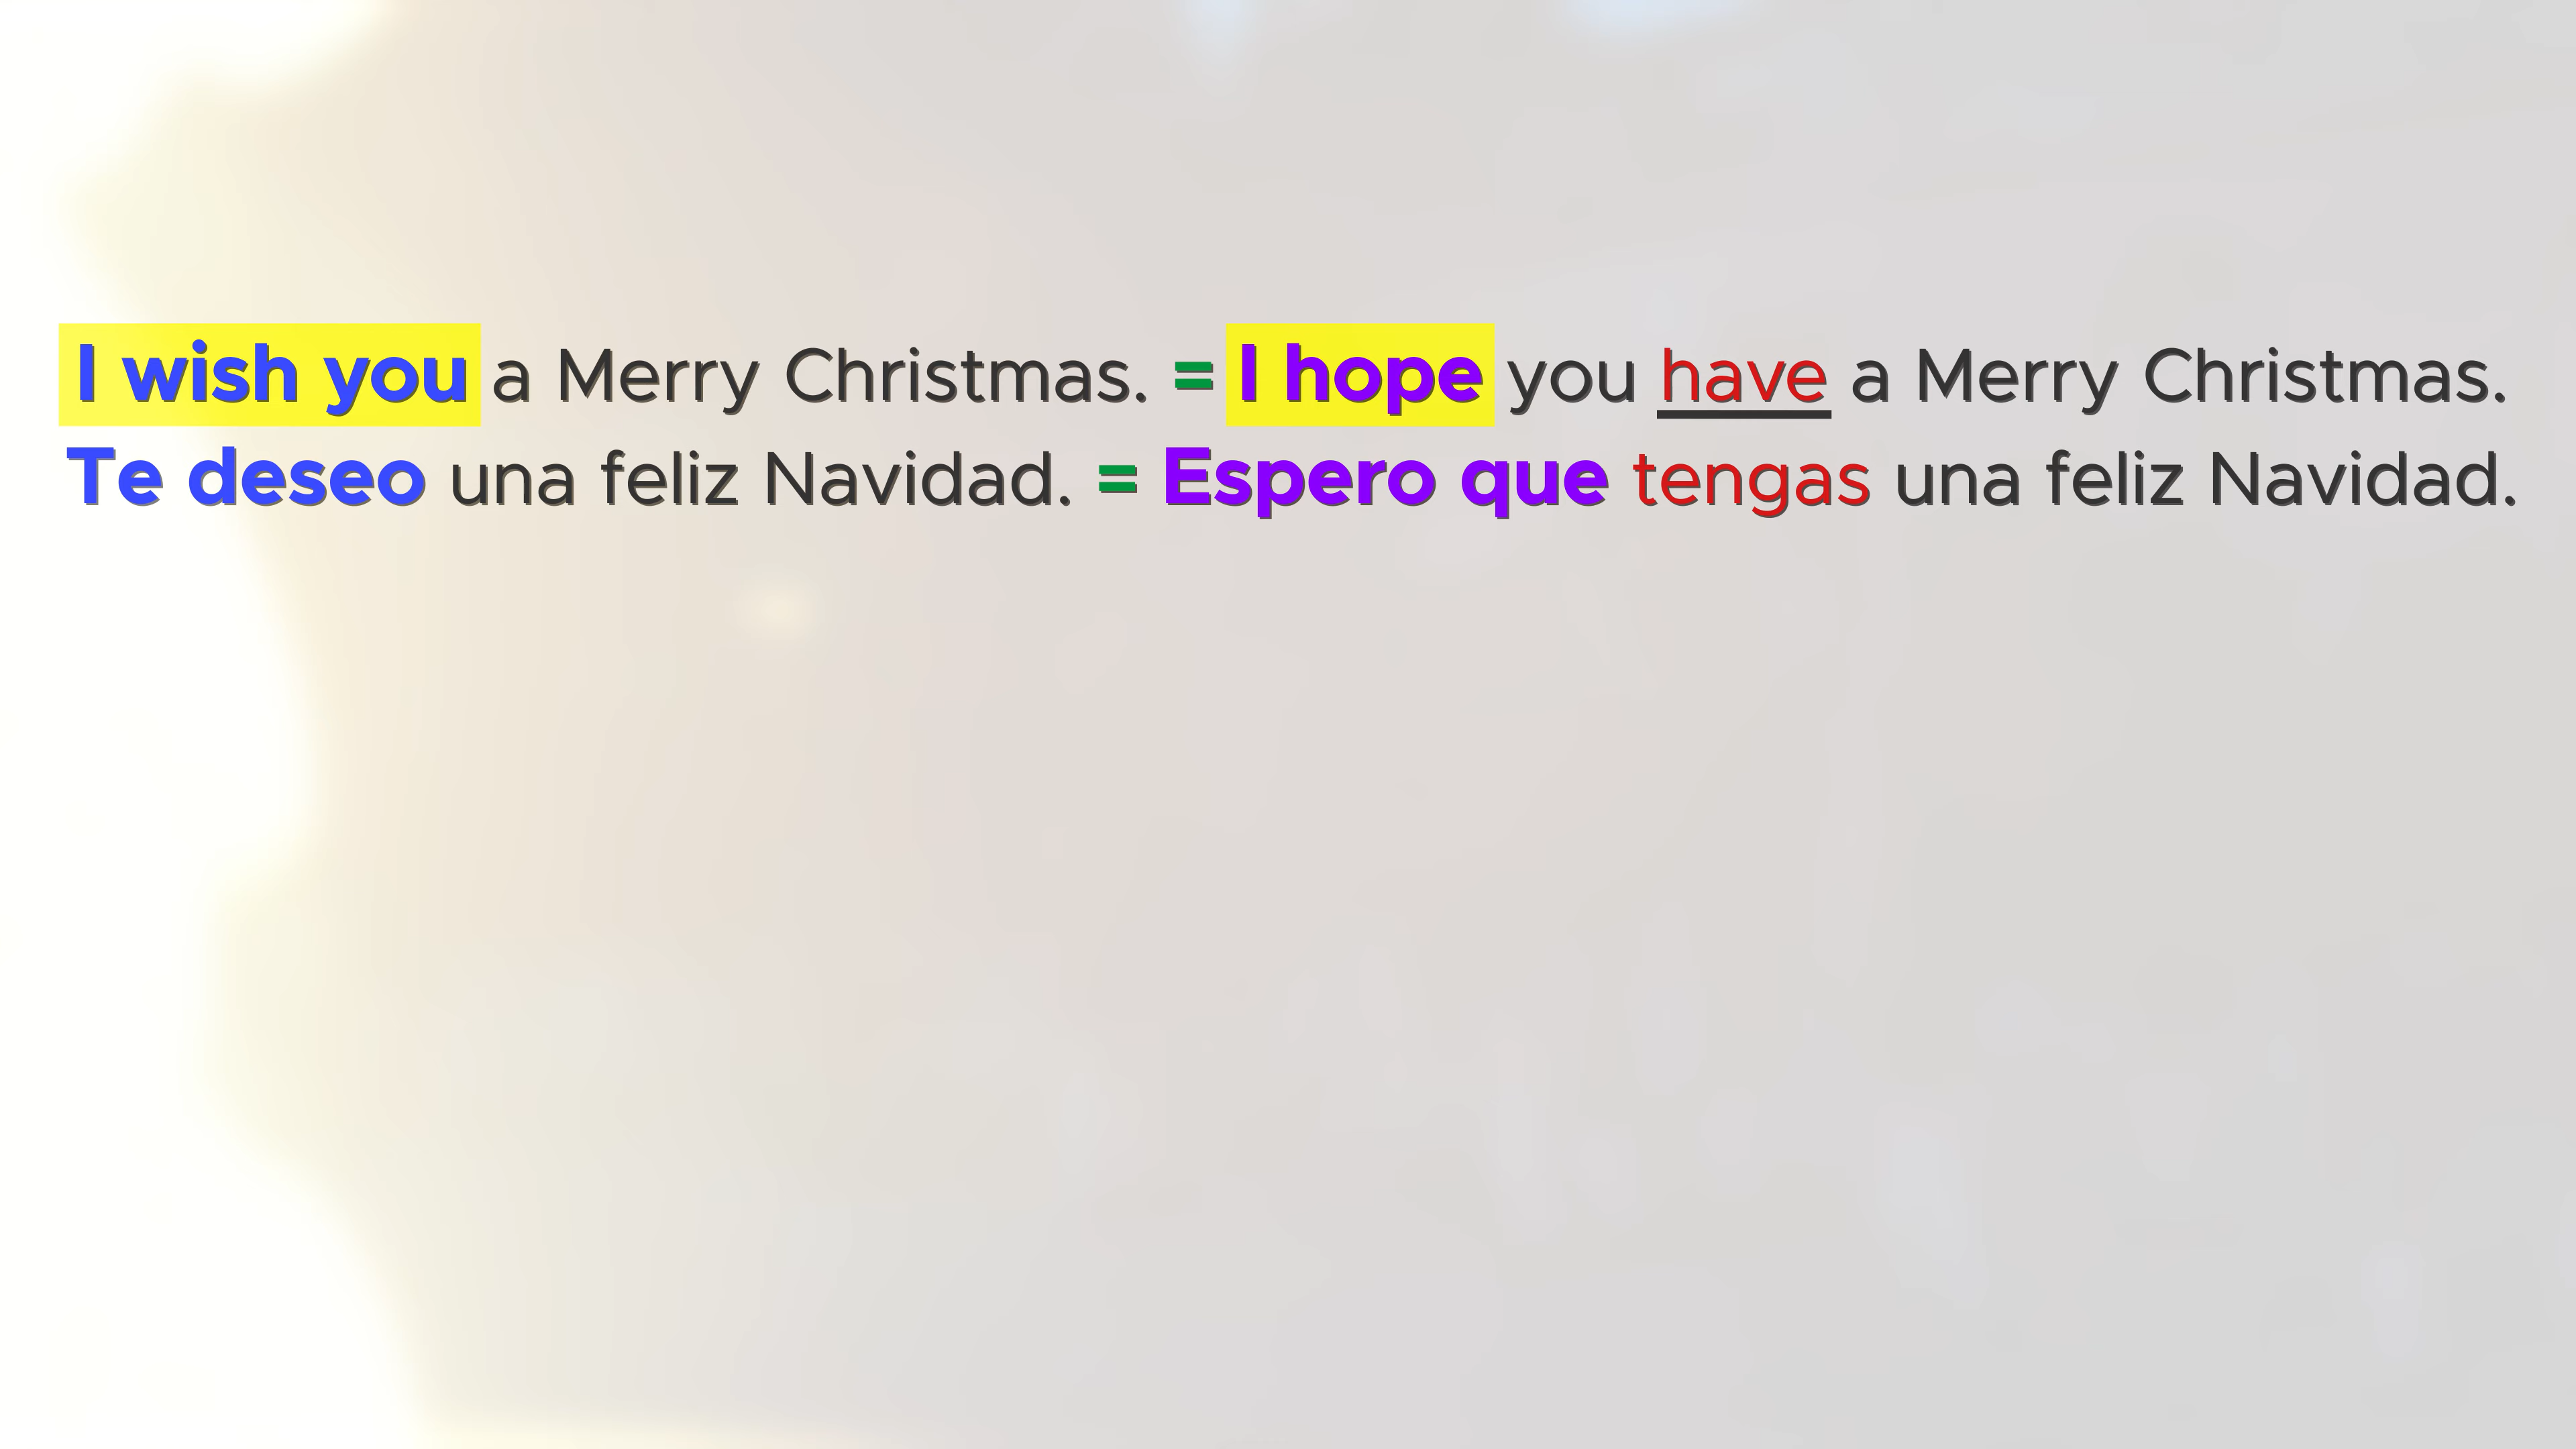 I wish you a Merry Christmas. = I hope you have a Merry Christmas.
Te deseo una feliz Navidad. = Espero que tengas una feliz Navidad.